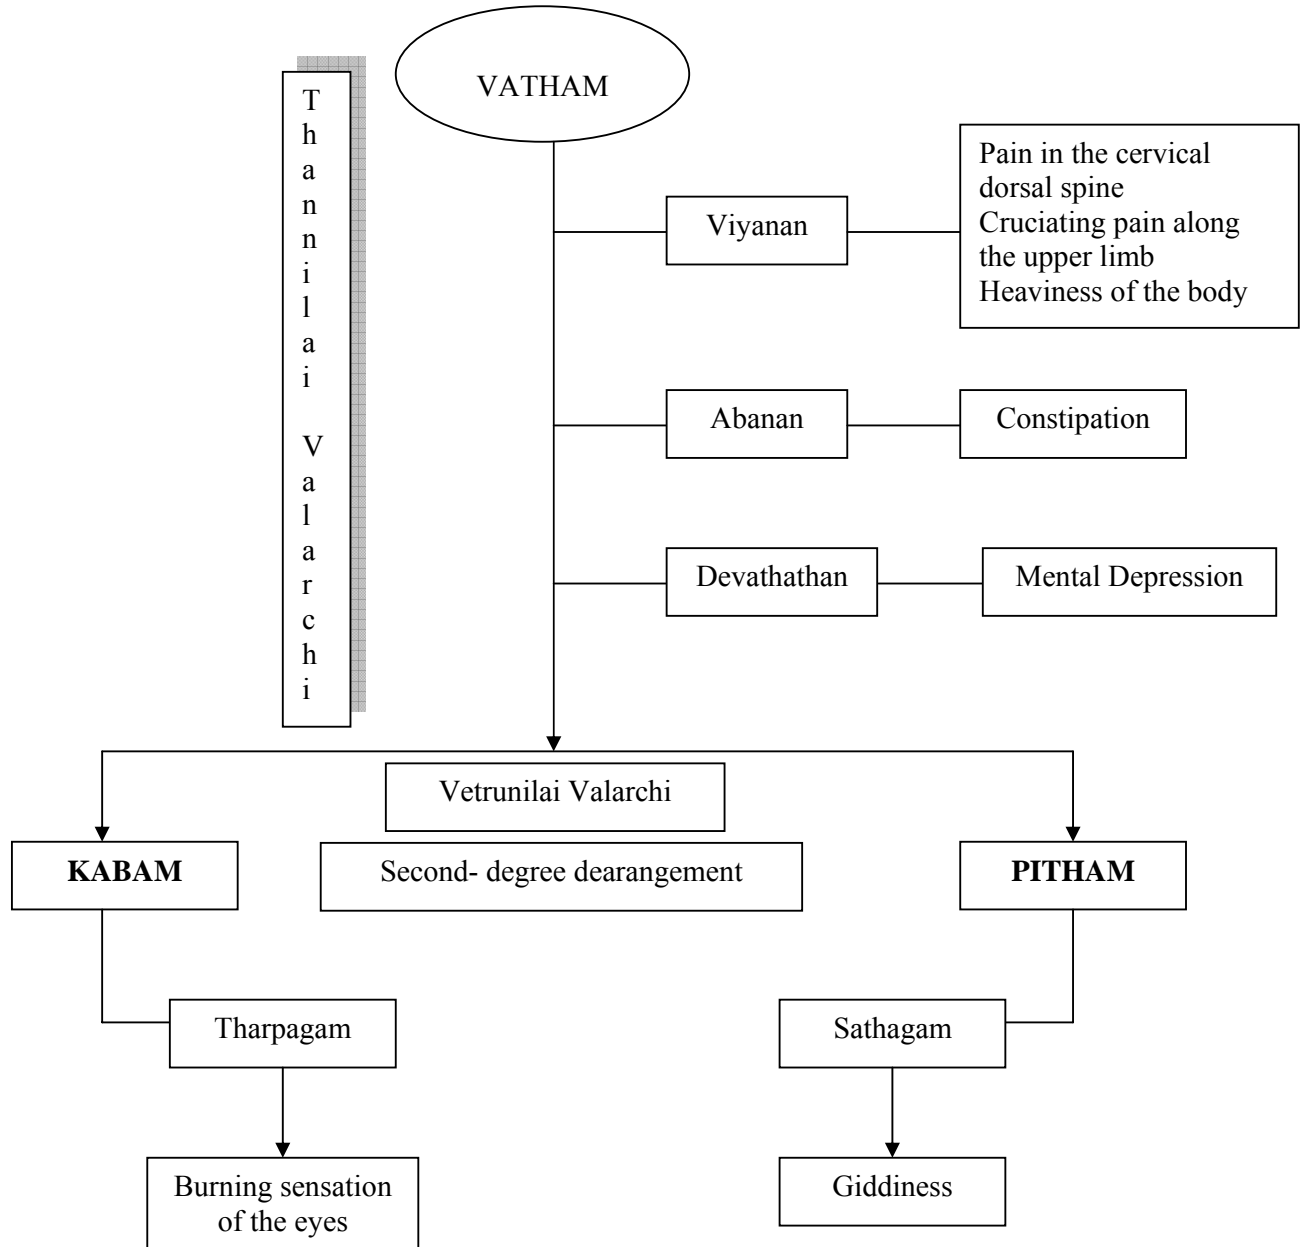 VATHAM
Thannilai Valarchi
Viyanan
Pain in the cervical
dorsal spine
Cruciating pain along
the upper limb
Heaviness of the body
Abanan
Constipation
Devathathan
Mental Depression
Vetrunilai Valarchi
KABAM
Second- degree dearangement
PITHAM
Tharpagam
Sathagam
Burning sensation
of the eyes
Giddiness